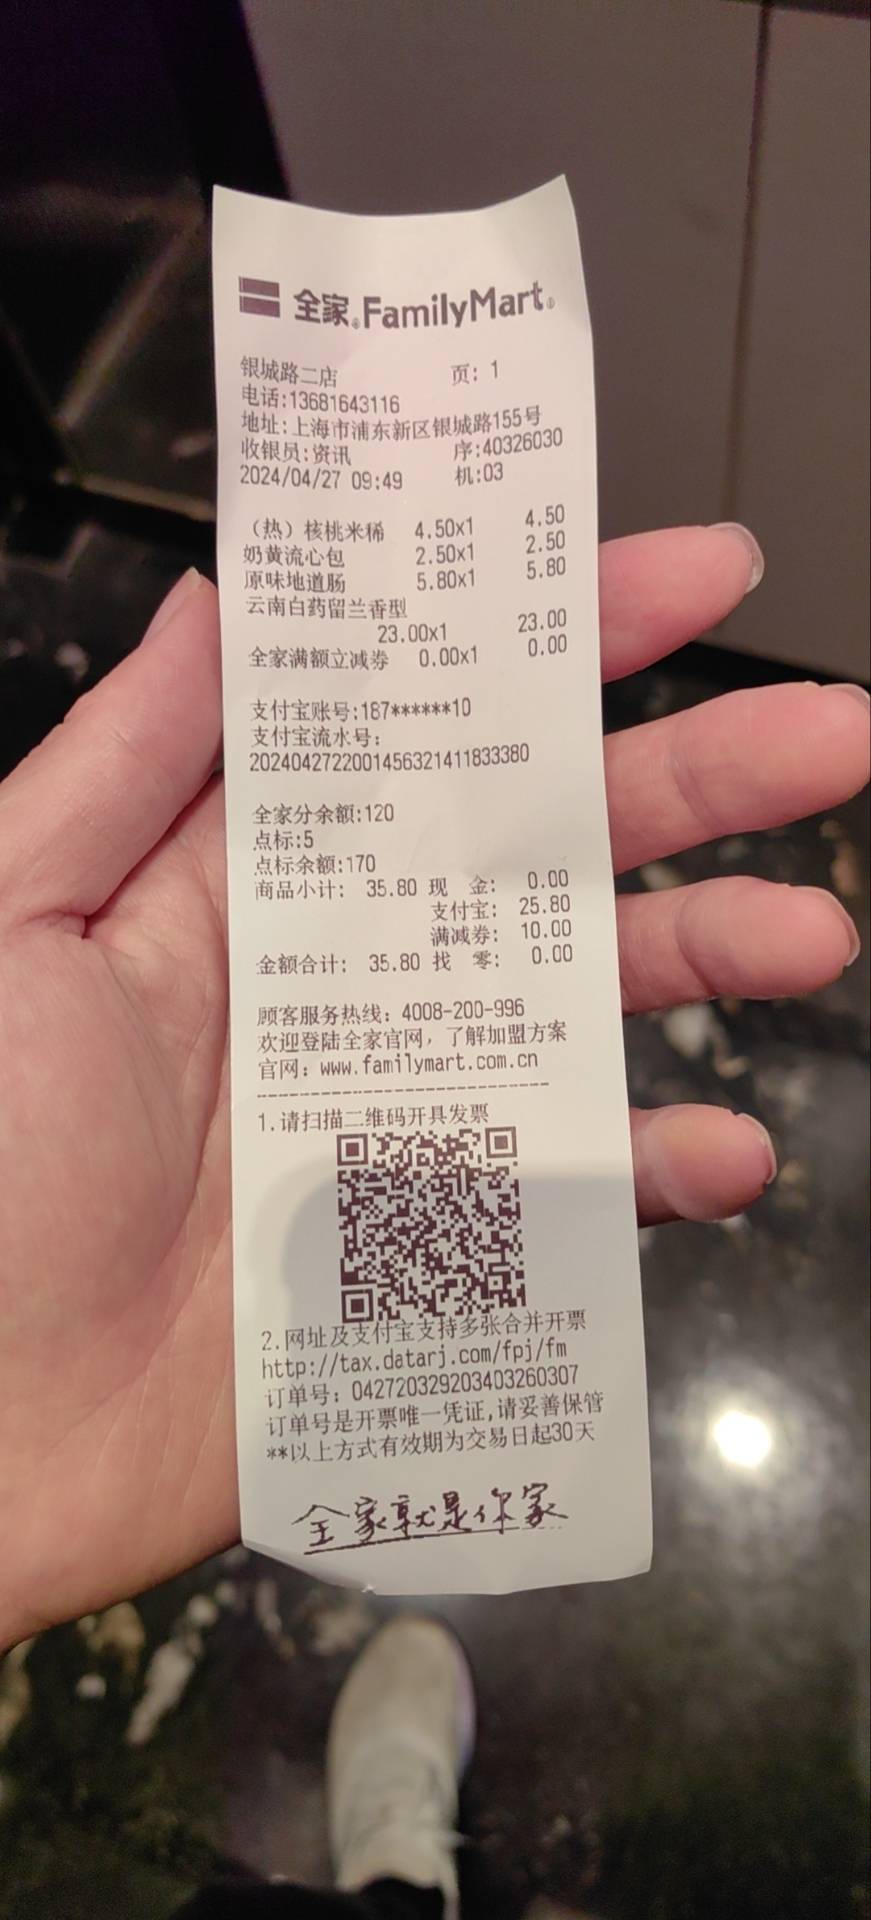 全家 FamilyMart
银城路二店 页: 1
电话:13681643116
地址:上海市浦东新区银城路155号
收银员:资讯 序:40326030
2024/04/27 09:49 机:03
（热）核桃米稀 4.50x1 4.50
奶黄流心包 2.50x1 2.50
原味地道肠 5.80x1 5.80
云南白药留兰香型
23.00x1 23.00
全家满额立减券 0.00x1 0.00
支付宝账号:187******10
支付宝流水号:
2024042722001456321411833380
全家分余额:120
点标:5
点标余额:170
商品小计: 35.80 现 金: 0.00
支付宝: 25.80
满减券: 10.00
金额合计: 35.80 找 零: 0.00
顾客服务热线: 4008-200-996
欢迎登陆全家官网，了解加盟方案
官网: www.familymart.com.cn
----------------------------
1.请扫描二维码开具发票
2.网址及支付宝支持多张合并开票
http://tax.datarj.com/fpj/fm
订单号: 042720329203403260307
订单号是开票唯一凭证,请妥善保管
**以上方式有效期为交易日起30天
全家就是你家